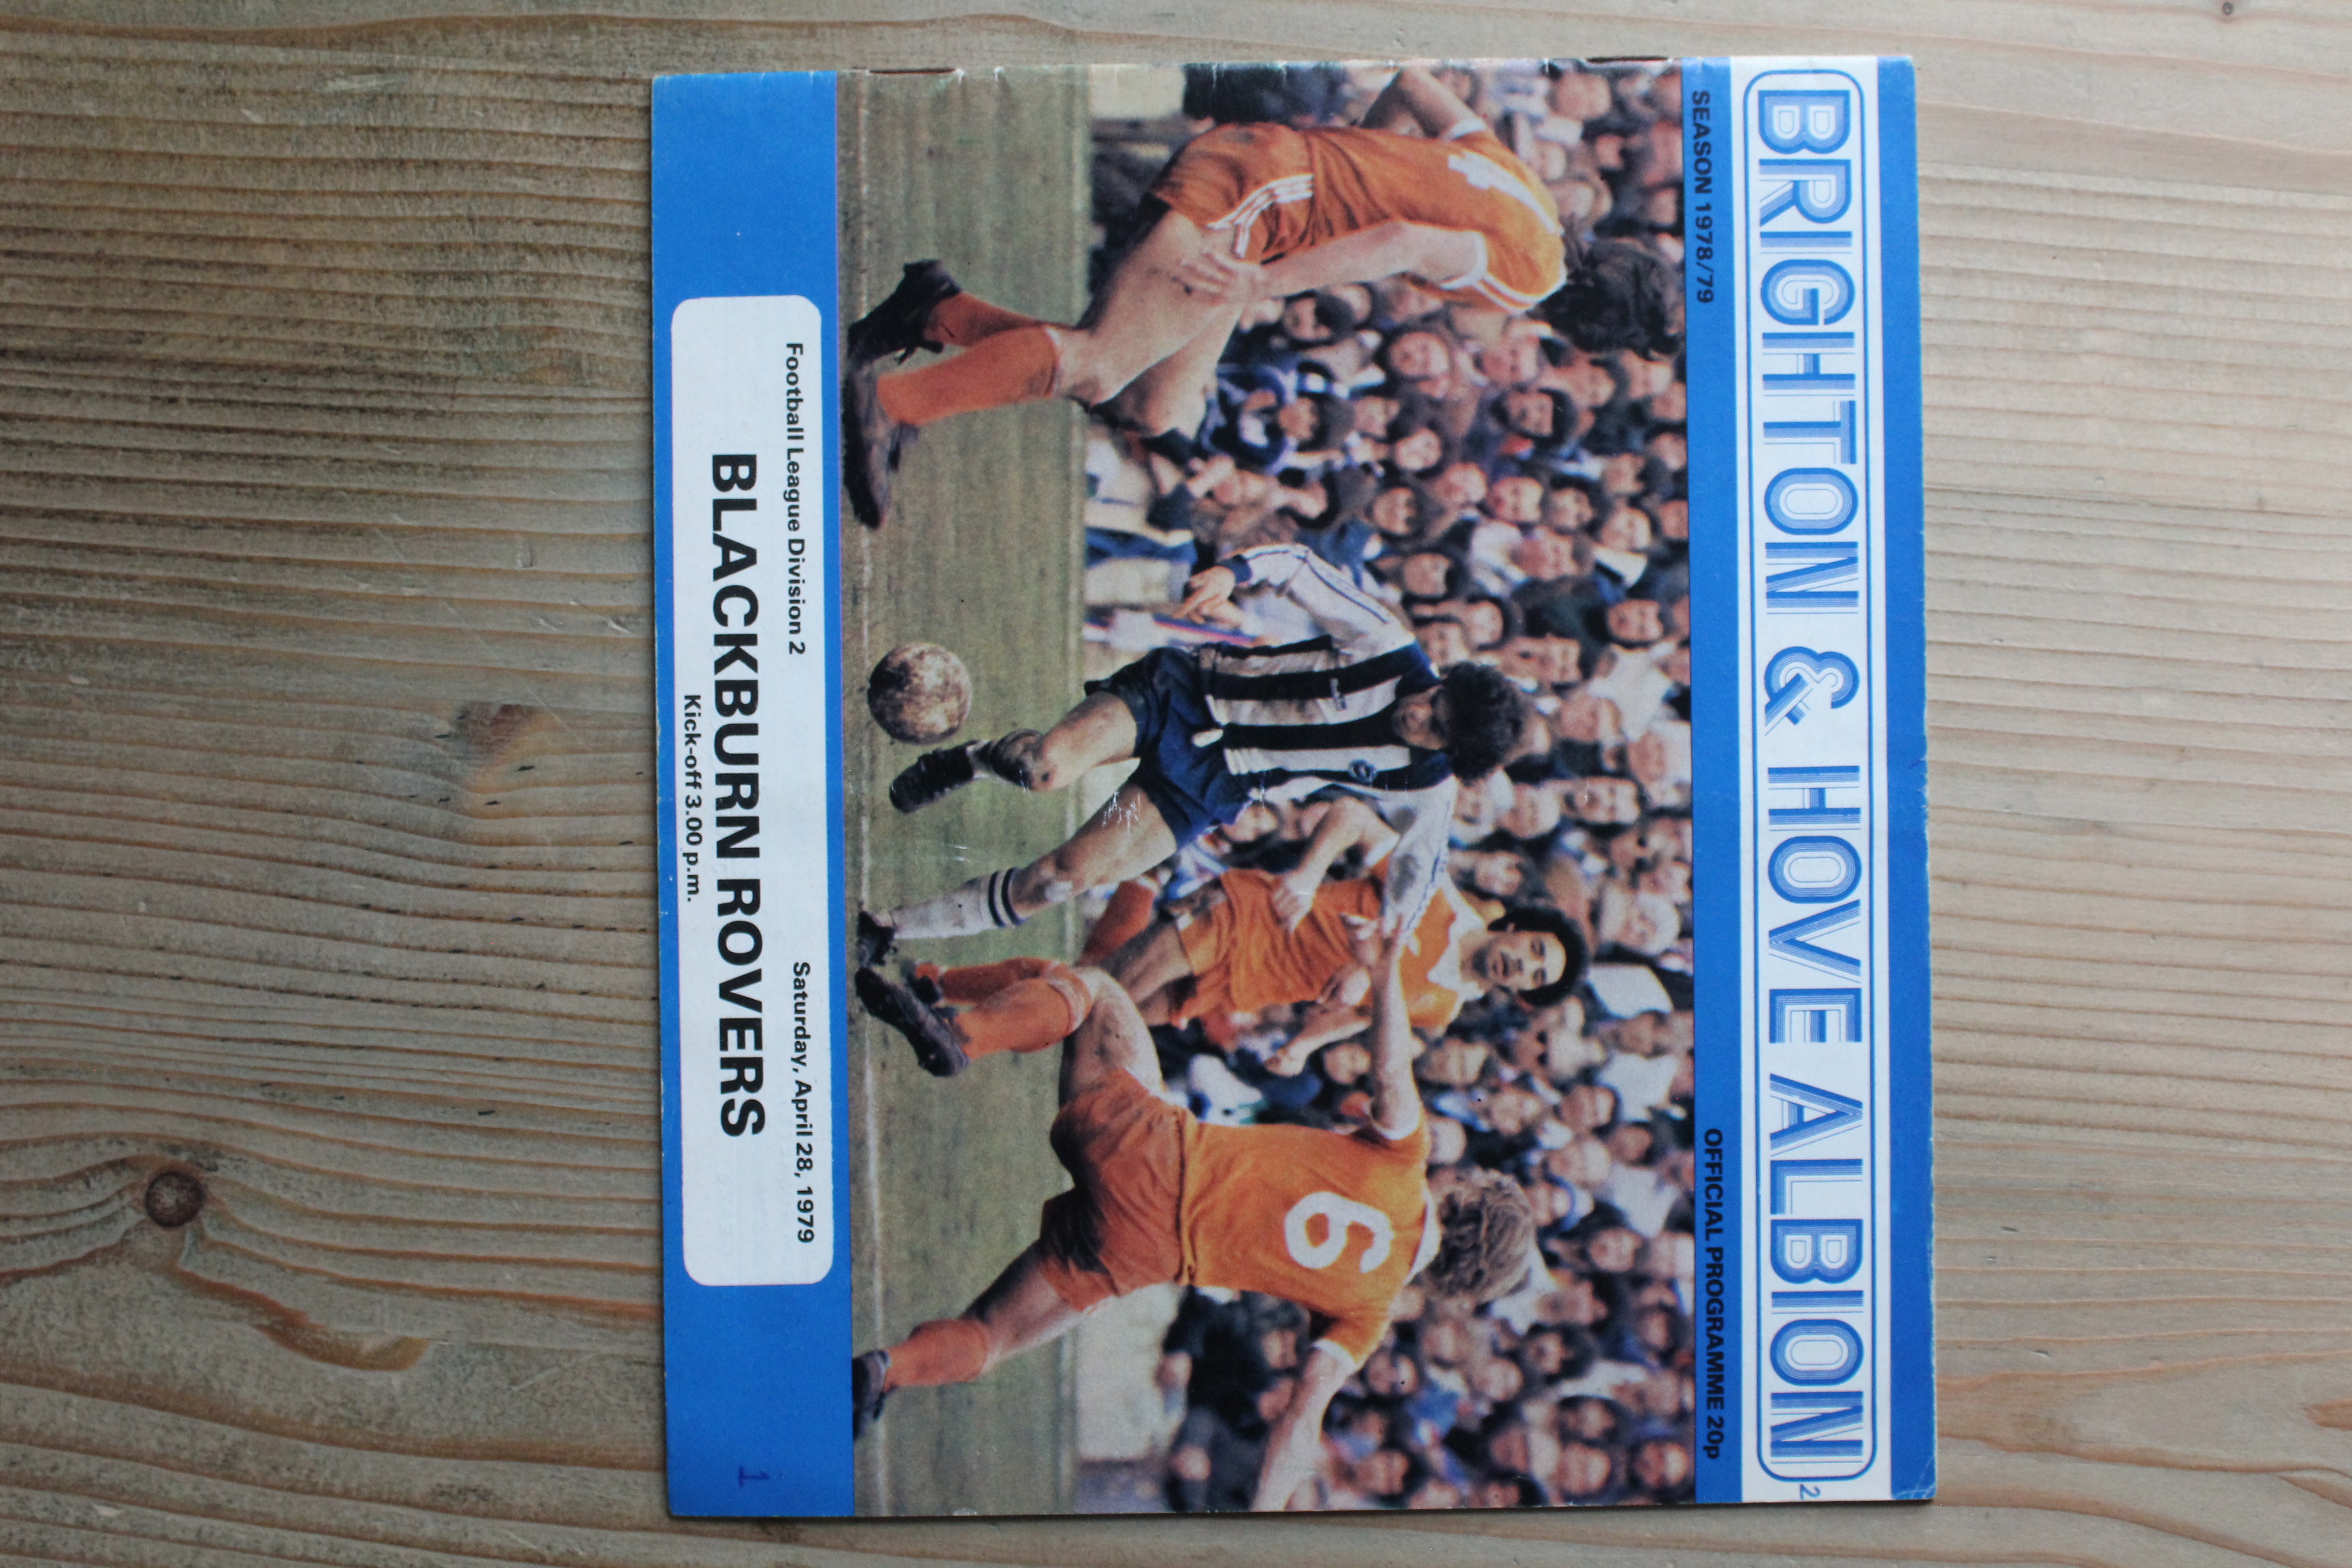 BRIGHTON & HOVE ALBION
2
SEASON 1978/79 OFFICIAL PROGRAMME 20p
6
Football League Division 2 Saturday, April 28, 1979
BLACKBURN ROVERS
Kick-off 3.00 p.m.
1